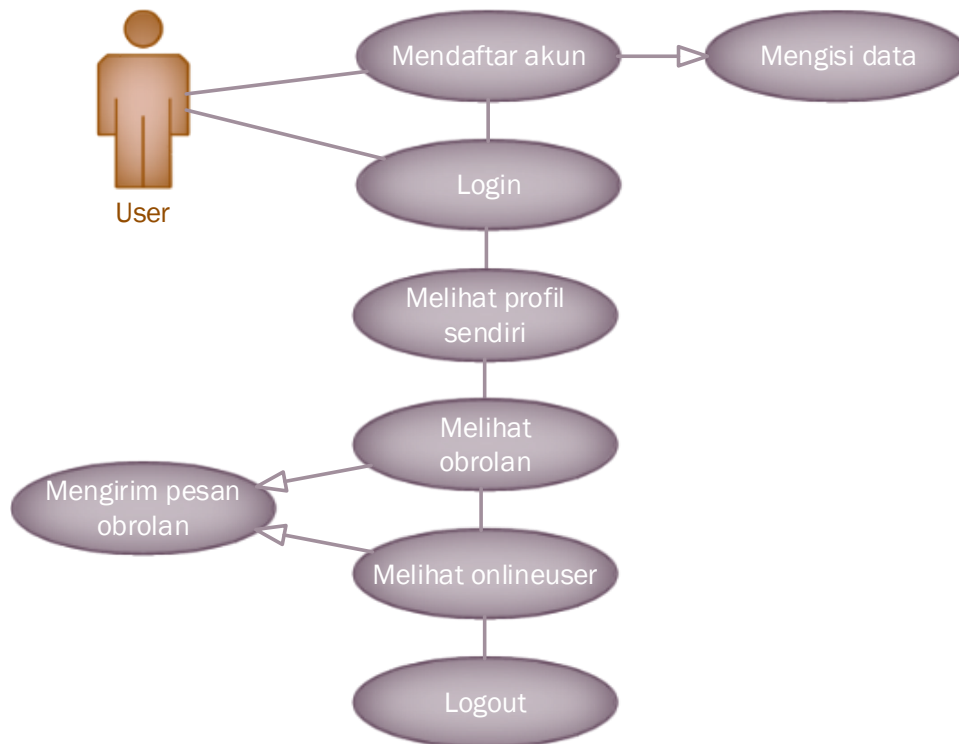 Mendaftar akun
Mengisi data
User
Login
Melihat profil
sendiri
Melihat
obrolan
Mengirim pesan
obrolan
Melihat onlineuser
Logout